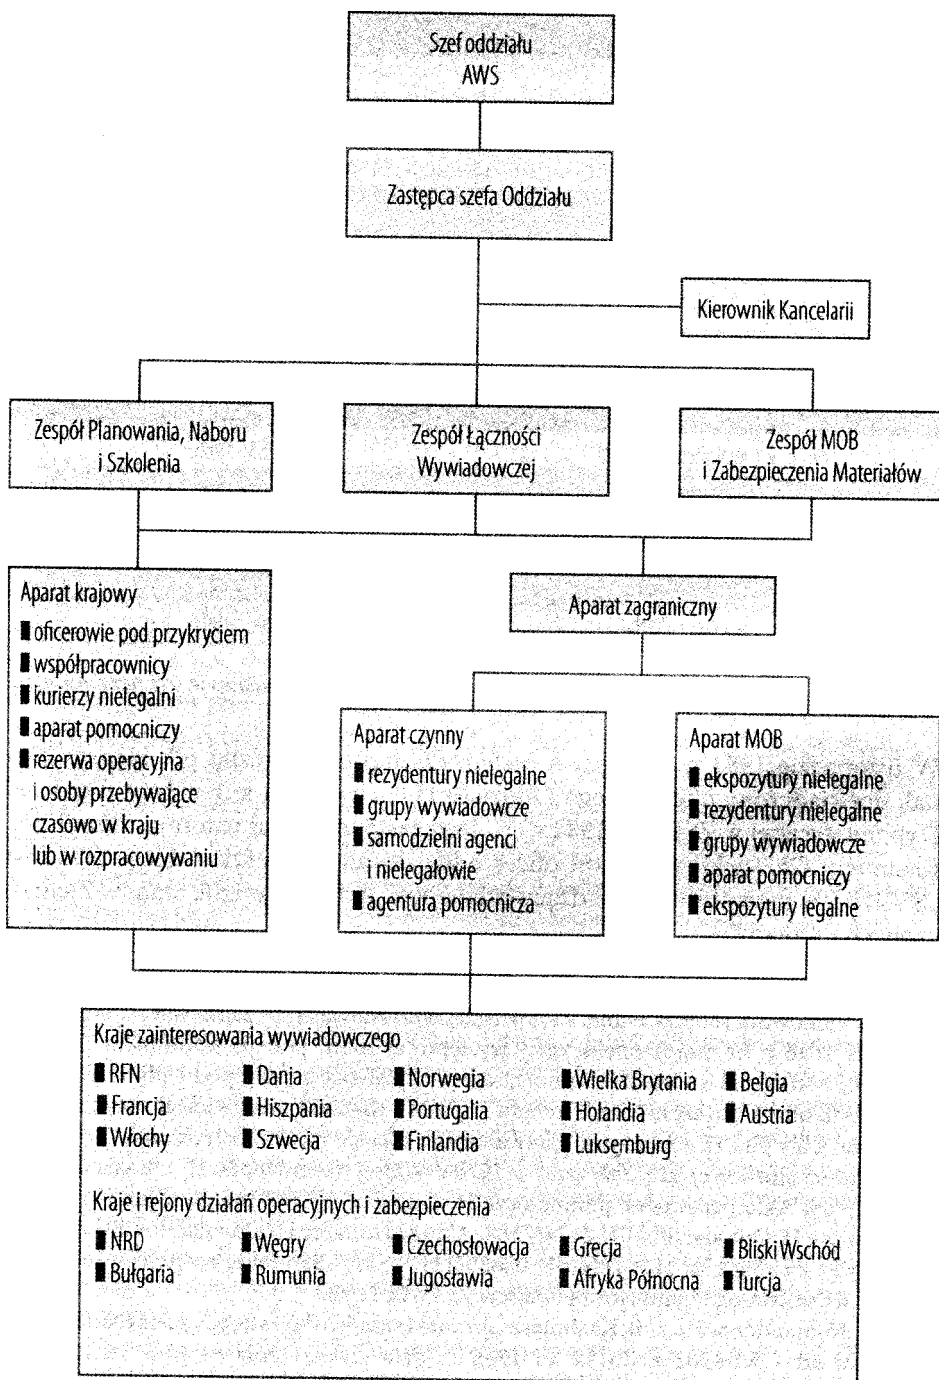 Szef oddziału
AWS
Zastępca szefa Oddziału
Kierownik Kancelarii
Zespół Planowania, Naboru
i Szkolenia
Zespół Łączności
Wywiadowczej
Zespół MOB
i Zabezpieczenia Materiałów
Aparat krajowy
▮ oficerowie pod przykryciem
▮ współpracownicy
▮ kurierzy nielegalni
▮ aparat pomocniczy
▮ rezerwa operacyjna
i osoby przebywające
czasowo w kraju
lub w rozpracowywaniu
Aparat zagraniczny
Aparat czynny
▮ rezydentury nielegalne
▮ grupy wywiadowcze
▮ samodzielni agenci
i nielegałowie
▮ agentura pomocnicza
Aparat MOB
▮ ekspozytury nielegalne
▮ rezydentury nielegalne
▮ grupy wywiadowcze
▮ aparat pomocniczy
▮ ekspozytury legalne
Kraje zainteresowania wywiadowczego
▮ RFN ▮ Dania ▮ Norwegia ▮ Wielka Brytania ▮ Belgia
▮ Francja ▮ Hiszpania ▮ Portugalia ▮ Holandia ▮ Austria
▮ Włochy ▮ Szwecja ▮ Finlandia ▮ Luksemburg
Kraje i rejony działań operacyjnych i zabezpieczenia
▮ NRD ▮ Węgry ▮ Czechosłowacja ▮ Grecja ▮ Bliski Wschód
▮ Bułgaria ▮ Rumunia ▮ Jugosławia ▮ Afryka Północna ▮ Turcja